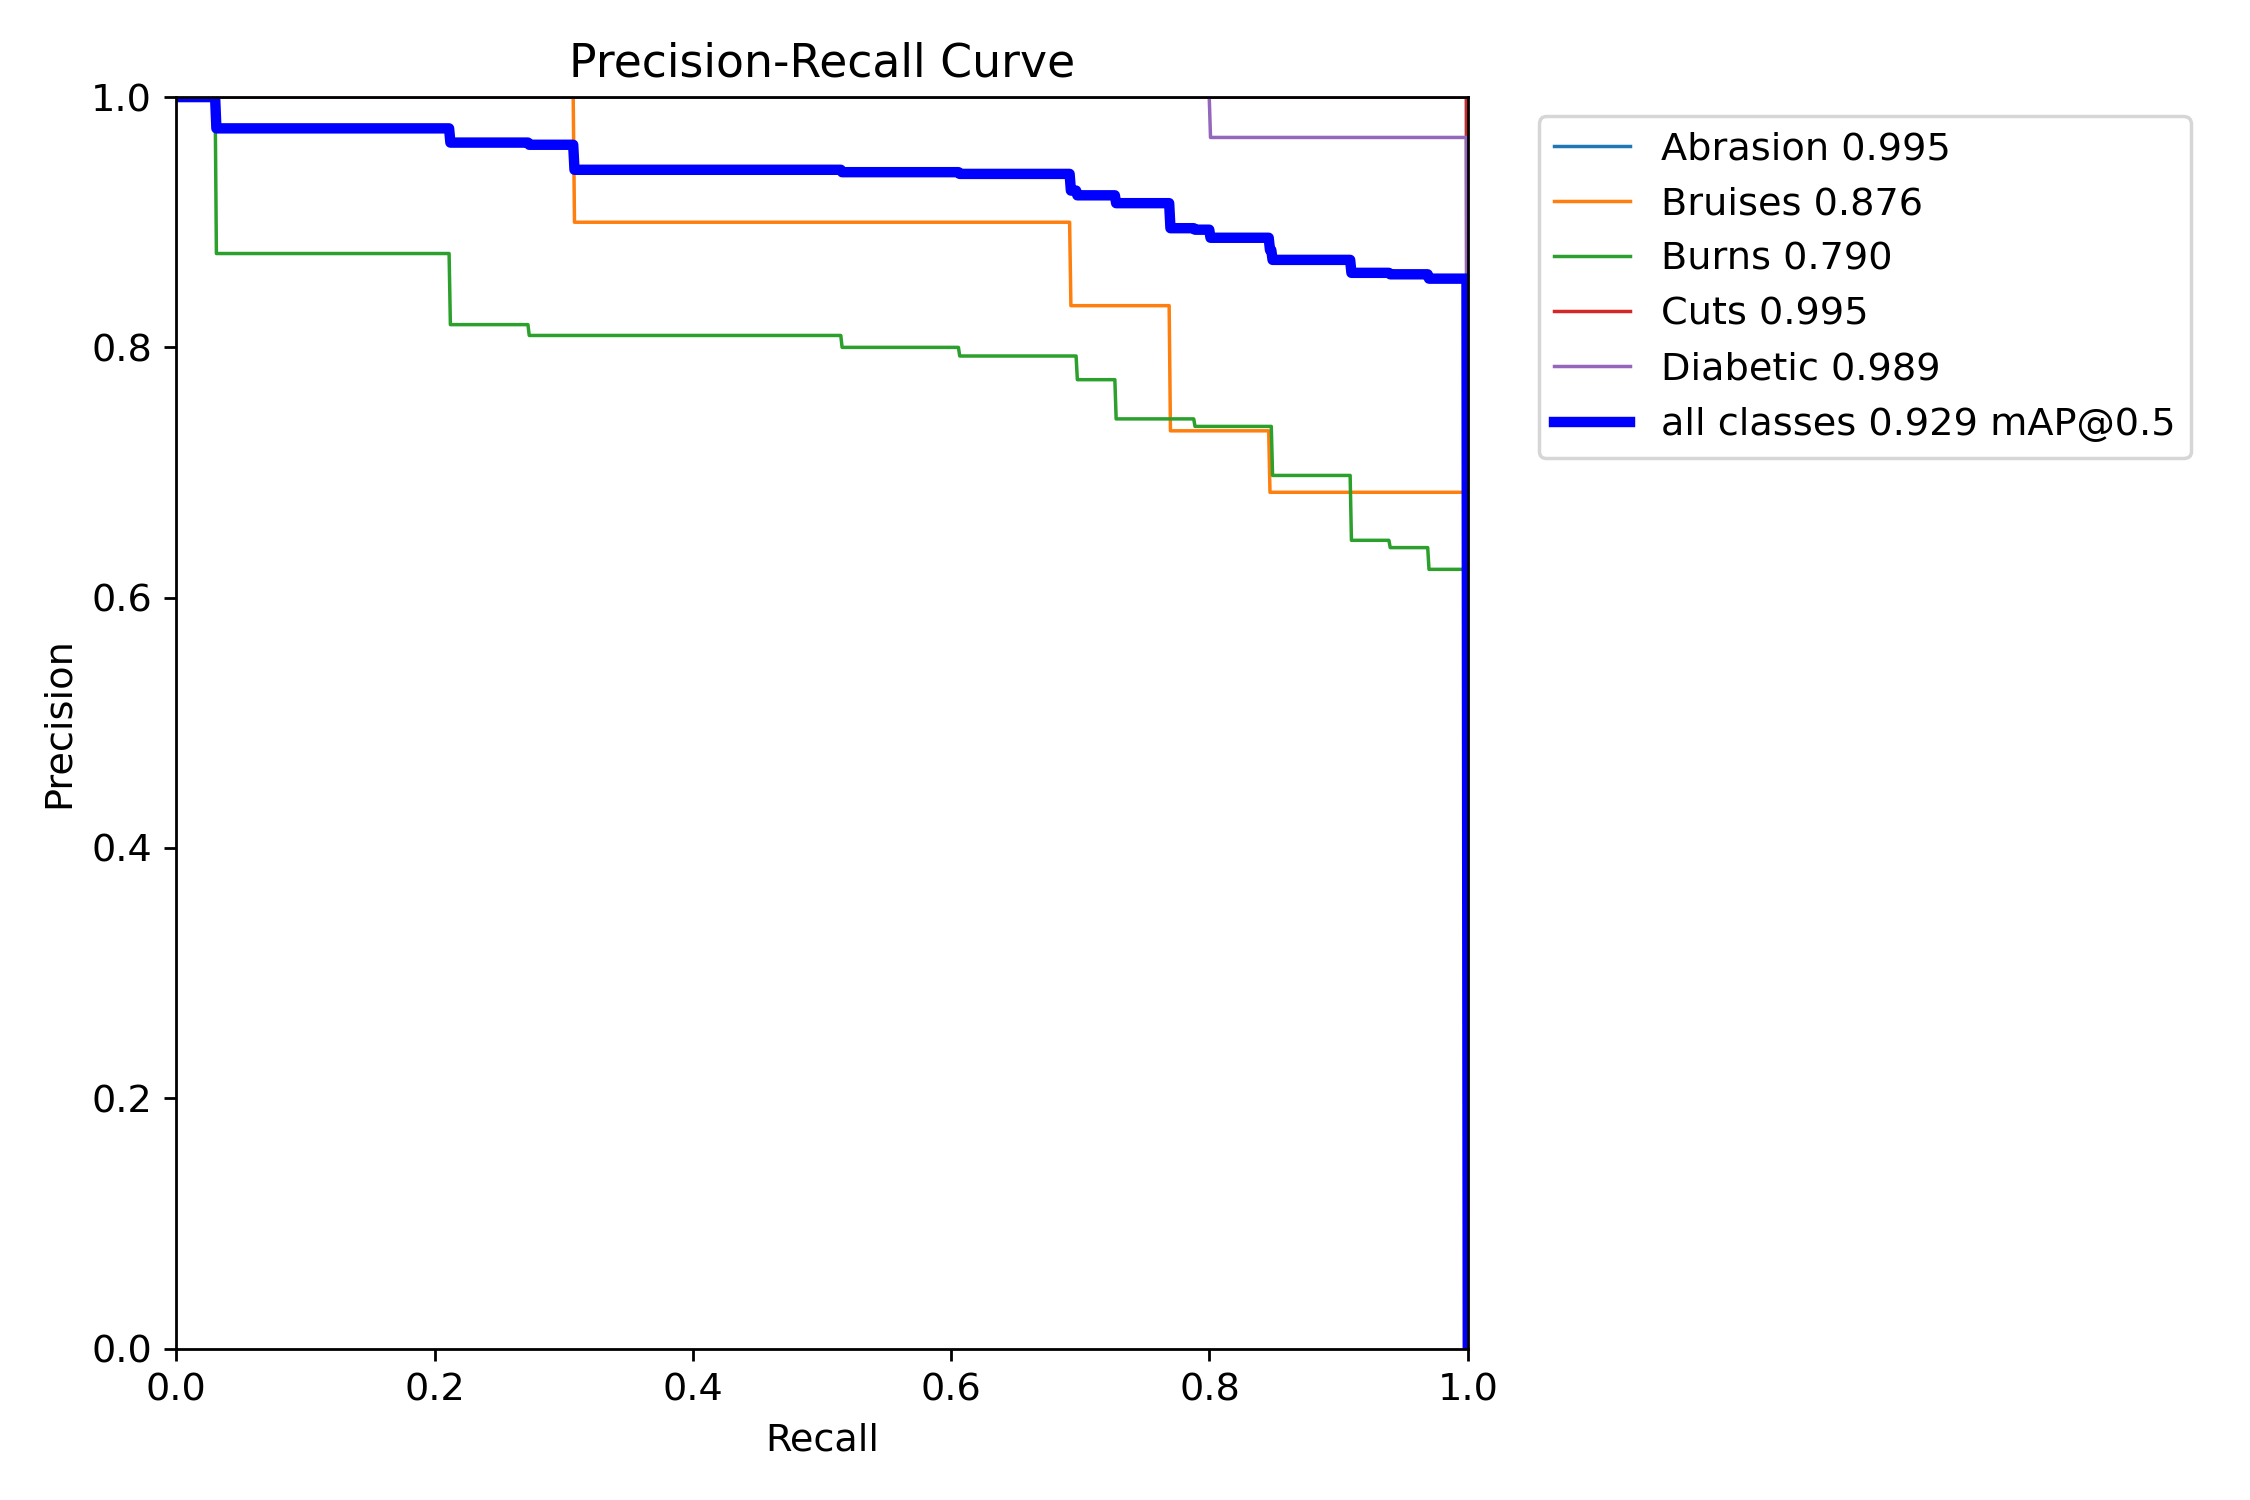 Precision-Recall Curve
1.0
0.8
0.6
0.4
0.2
0.0
Precision
0.0 0.2 0.4 0.6 0.8 1.0
Recall
Abrasion 0.995
Bruises 0.876
Burns 0.790
Cuts 0.995
Diabetic 0.989
all classes 0.929 mAP@0.5